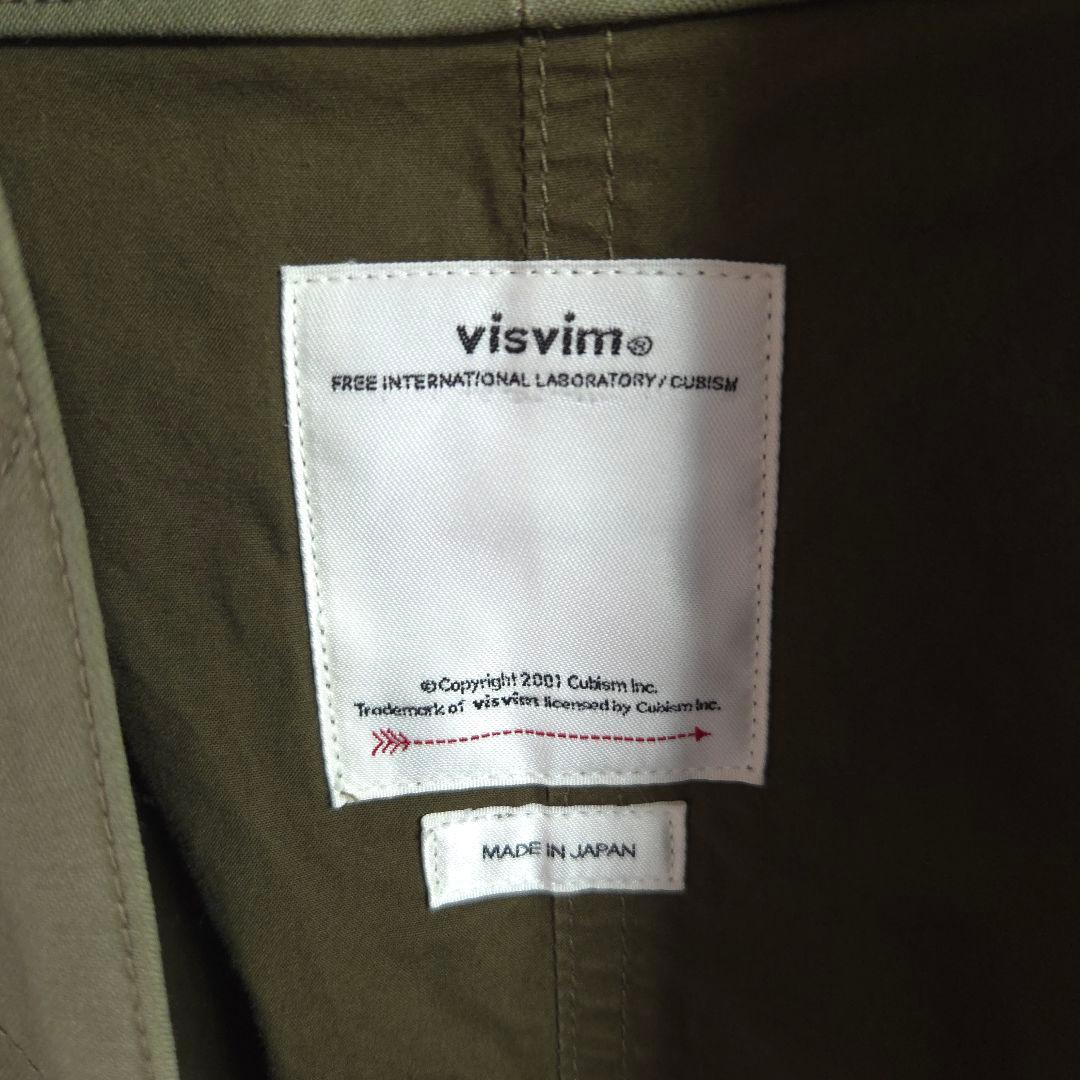 visvim®
FREE INTERNATIONAL LABORATORY / CUBISM
©Copyright 2001 Cubism Inc.
Trademark of visvim licensed by Cubism Inc.
MADE IN JAPAN